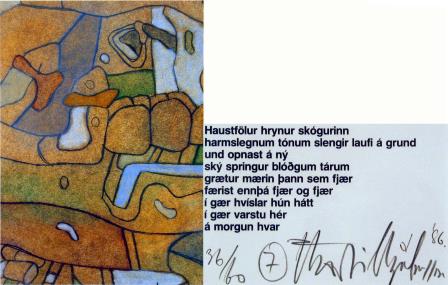 Haustfölur hrynur skógurinn
harmslegnum tónum slengir laufi á grund
und opnast á ný
ský springur blóðgum tárum
grætur mærin þann sem fjær
færist ennþá fjær og fjær
í gær hvíslar hún hátt
í gær varstu hér
á morgun hvar
36/60 7 86.